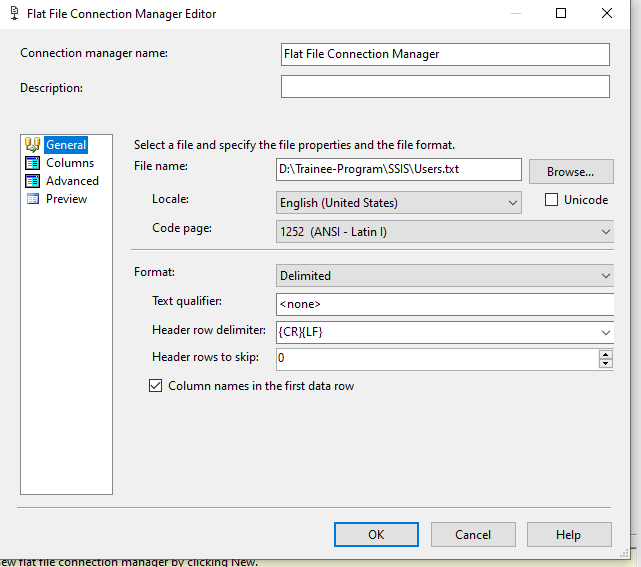 Flat File Connection Manager Editor
Connection manager name: Flat File Connection Manager
Description:
General
Columns
Advanced
Preview
Select a file and specify the file properties and the file format.
File name: D:\Trainee-Program\SSIS\Users.txt Browse...
Locale: English (United States) Unicode
Code page: 1252 (ANSI - Latin I)
Format: Delimited
Text qualifier: <none>
Header row delimiter: {CR}{LF}
Header rows to skip: 0
Column names in the first data row
OK Cancel Help
new flat file connection manager by clicking New.